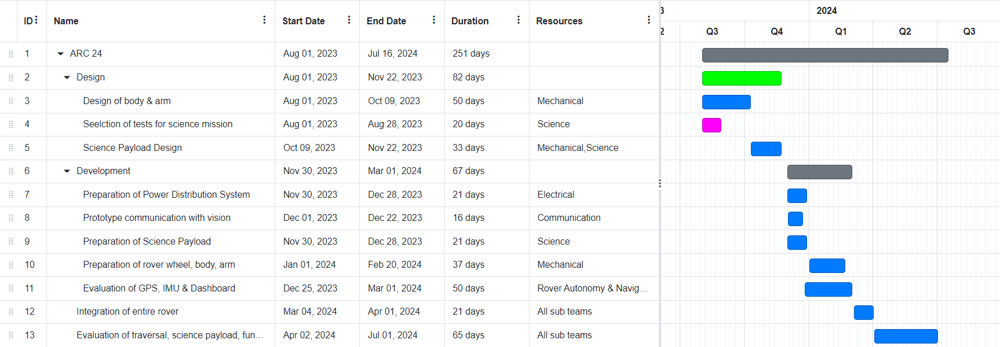 ID Name Start Date End Date Duration Resources
3 2024
2 Q3 Q4 Q1 Q2 Q3
1 ARC 24 Aug 01, 2023 Jul 16, 2024 251 days
2 Design Aug 01, 2023 Nov 22, 2023 82 days
3 Design of body & arm Aug 01, 2023 Oct 09, 2023 50 days Mechanical
4 Seelction of tests for science mission Aug 01, 2023 Aug 28, 2023 20 days Science
5 Science Payload Design Oct 09, 2023 Nov 22, 2023 33 days Mechanical,Science
6 Development Nov 30, 2023 Mar 01, 2024 67 days
7 Preparation of Power Distribution System Nov 30, 2023 Dec 28, 2023 21 days Electrical
8 Prototype communication with vision Dec 01, 2023 Dec 22, 2023 16 days Communication
9 Preparation of Science Payload Nov 30, 2023 Dec 28, 2023 21 days Science
10 Preparation of rover wheel, body, arm Jan 01, 2024 Feb 20, 2024 37 days Mechanical
11 Evaluation of GPS, IMU & Dashboard Dec 25, 2023 Mar 01, 2024 50 days Rover Autonomy & Navig...
12 Integration of entire rover Mar 04, 2024 Apr 01, 2024 21 days All sub teams
13 Evaluation of traversal, science payload, fun... Apr 02, 2024 Jul 01, 2024 65 days All sub teams